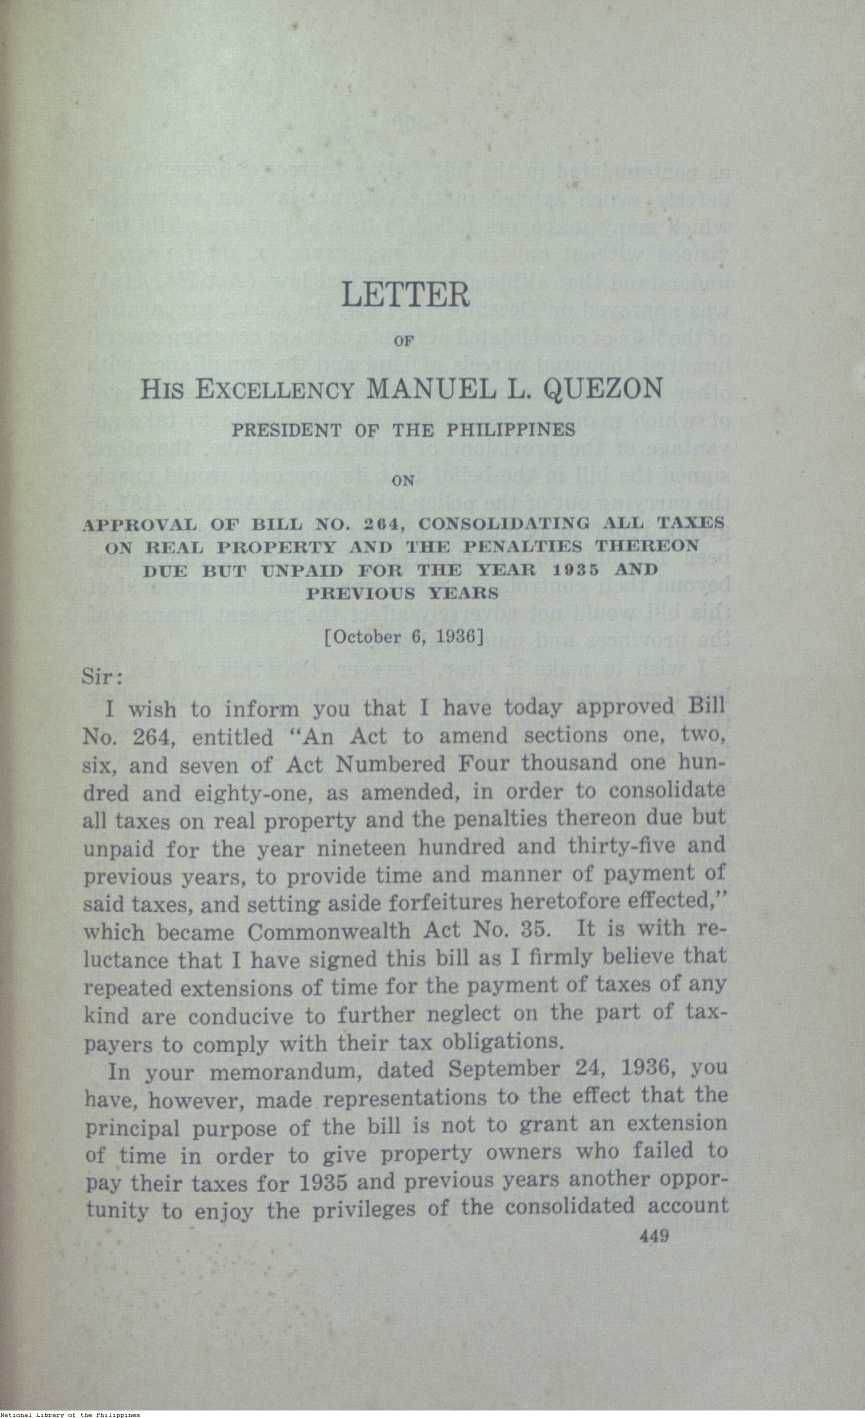 LETTER
OF
HIS EXCELLENCY MANUEL L. QUEZON
PRESIDENT OF THE PHILIPPINES
ON
APPROVAL OF BILL NO. 264, CONSOLIDATING ALL TAXES
ON REAL PROPERTY AND THE PENALTIES THEREON
DUE BUT UNPAID FOR THE YEAR 1935 AND
PREVIOUS YEARS
[October 6, 1936]
Sir:
I wish to inform you that I have today approved Bill
No. 264, entitled “An Act to amend sections one, two,
six, and seven of Act Numbered Four thousand one hun-
dred and eighty-one, as amended, in order to consolidate
all taxes on real property and the penalties thereon due but
unpaid for the year nineteen hundred and thirty-five and
previous years, to provide time and manner of payment of
said taxes, and setting aside forfeitures heretofore effected,”
which became Commonwealth Act No. 35. It is with re-
luctance that I have signed this bill as I firmly believe that
repeated extensions of time for the payment of taxes of any
kind are conducive to further neglect on the part of tax-
payers to comply with their tax obligations.
In your memorandum, dated September 24, 1936, you
have, however, made representations to the effect that the
principal purpose of the bill is not to grant an extension
of time in order to give property owners who failed to
pay their taxes for 1935 and previous years another oppor-
tunity to enjoy the privileges of the consolidated account
449
National Library of the Philippines